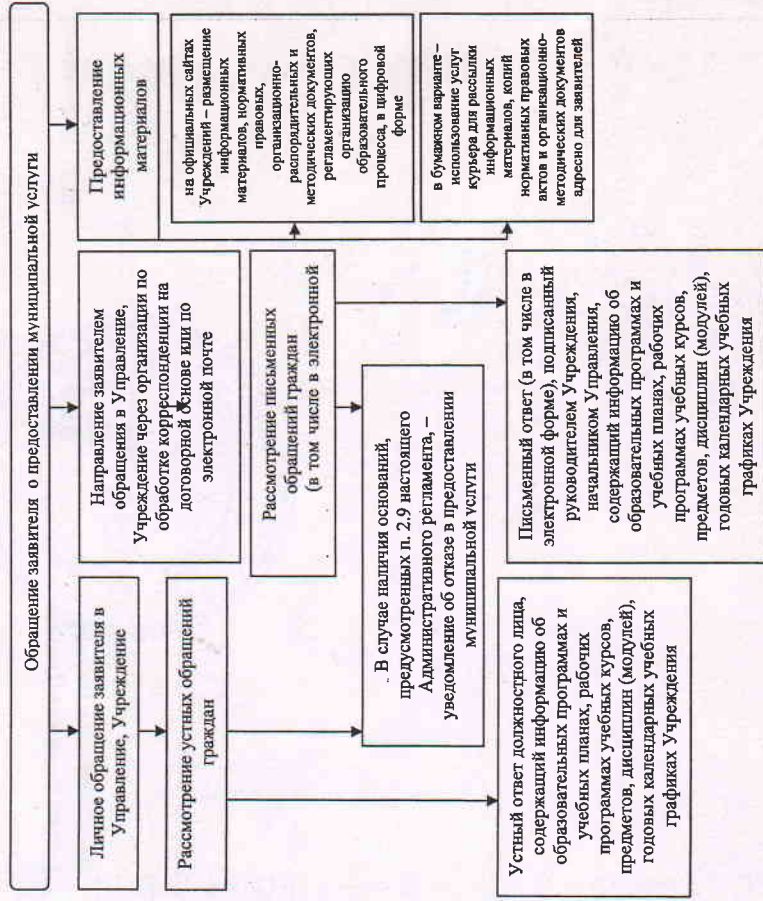 Обращение заявителя о предоставлении муниципальной услуги
Личное обращение заявителя в
Управление, Учреждение
Рассмотрение устных обращений
граждан
Направление заявителем
обращения в Управление,
Учреждение через организации по
обработке корреспонденции на
договорной основе или по
электронной почте
Предоставление
информационных
материалов
на официальных сайтах
Учреждений – размещение
информационных
материалов, нормативных
правовых,
организационно-
распорядительных и
методических документов,
регламентирующих
организацию
образовательного
процесса, в цифровой
форме
в бумажном варианте –
использование услуг
курьера для рассылки
информационных
материалов, копий
нормативных правовых
актов и организационно-
методических документов
адресно для заявителей
Рассмотрение письменных
обращений граждан
(в том числе в электронной
В случае наличия оснований,
предусмотренных п. 2.9 настоящего
Административного регламента, –
уведомление об отказе в предоставлении
муниципальной услуги
Устный ответ должностного лица,
содержащий информацию об
образовательных программах и
учебных планах, рабочих
программах учебных курсов,
предметов, дисциплин (модулей),
годовых календарных учебных
графиках Учреждения
Письменный ответ (в том числе в
электронной форме), подписанный
руководителем Учреждения,
начальником Управления,
содержащий информацию об
образовательных программах и
учебных планах, рабочих
программах учебных курсов,
предметов, дисциплин (модулей),
годовых календарных учебных
графиках Учреждения